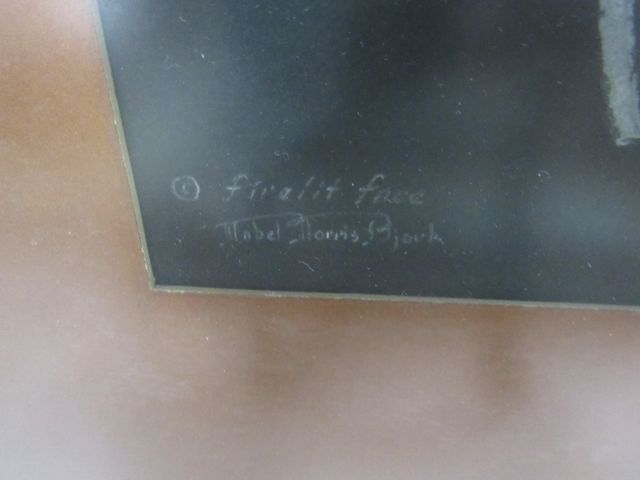 © firelit face
Mabel Morris Bjork